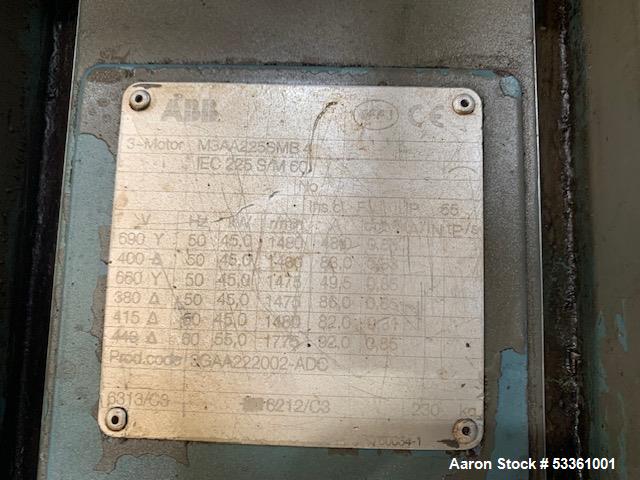 ABB CE
3~Motor M3AA225SMB 4
IEC 225 S/M 60
No
Ins.cl. F IP 55
V Hz kW r/min A
690 Y 50 45,0 1480
400 Δ 50 45,0 1480
660 Y 50 45,0 1475 49,5 0,85
380 Δ 50 45,0 1475 86,0 0,85
415 Δ 50 45,0 1480 82,0
440 Δ 60 55,0 1775 92,0 0,85
Prod.code 3GAA222002-ADC
6313/C3 6212/C3 230 kg
Aaron Stock # 53361001